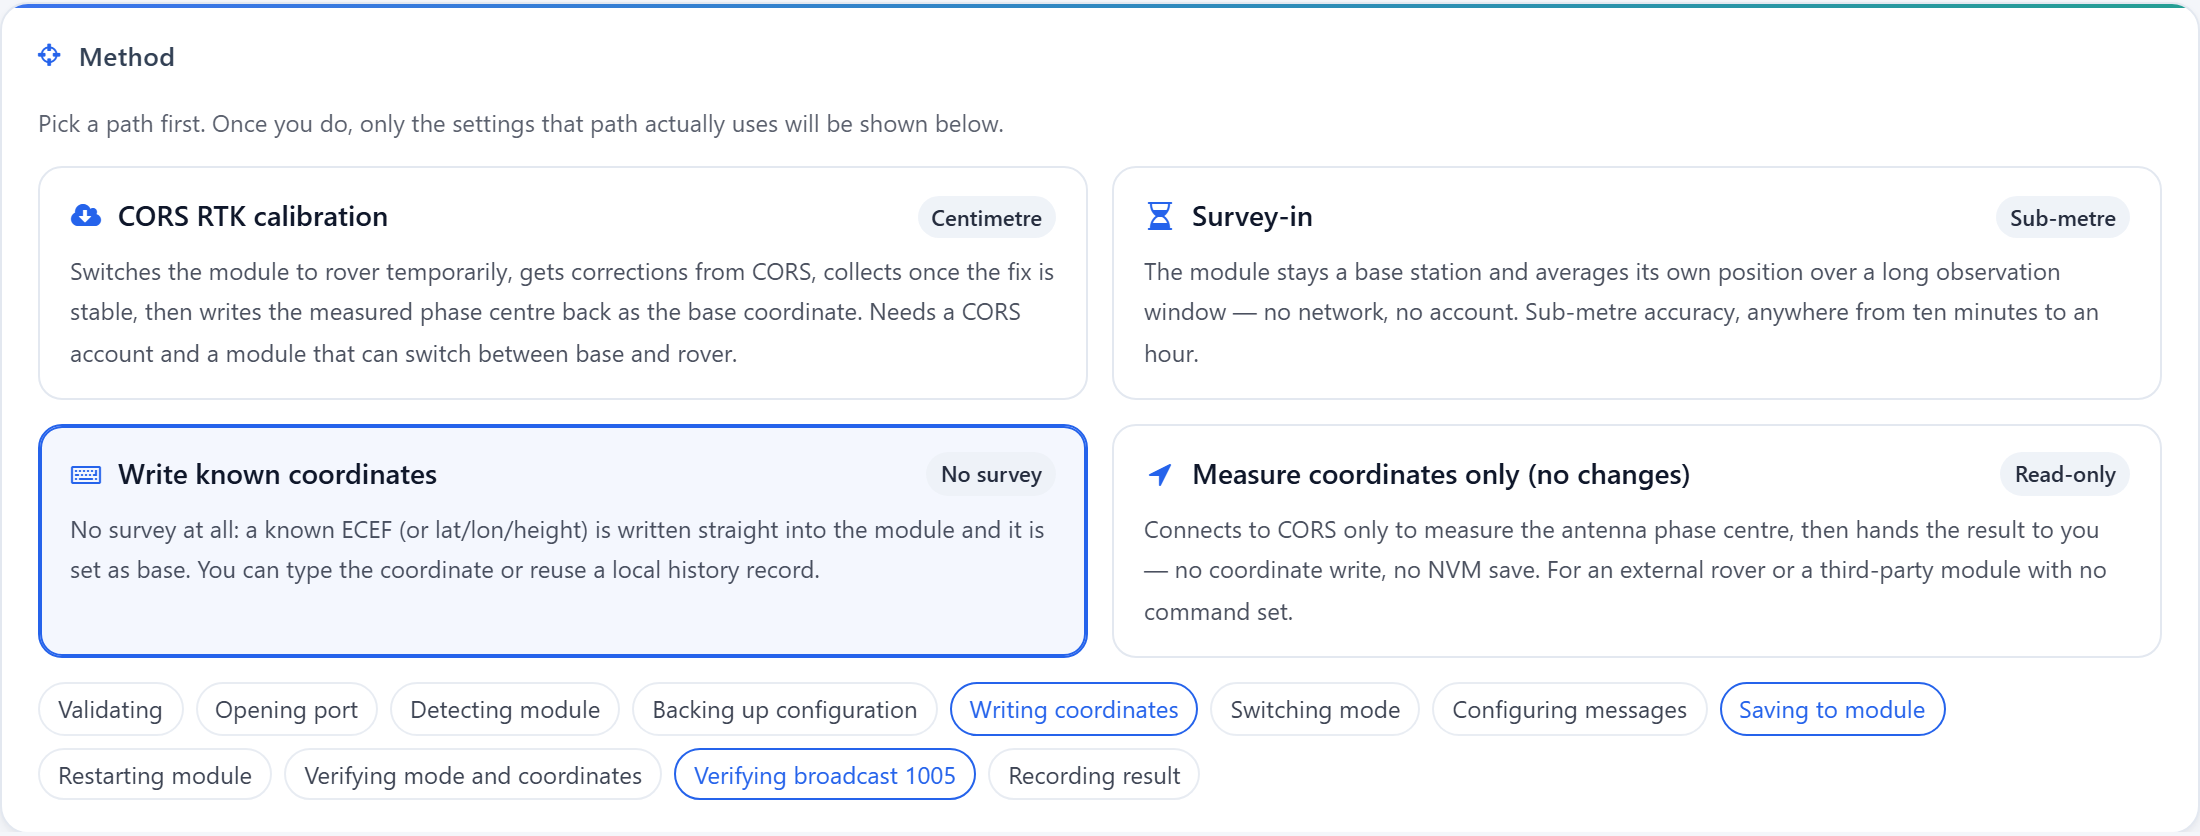 Method
Pick a path first. Once you do, only the settings that path actually uses will be shown below.
CORS RTK calibration
Centimetre
Switches the module to rover temporarily, gets corrections from CORS, collects once the fix is
stable, then writes the measured phase centre back as the base coordinate. Needs a CORS
account and a module that can switch between base and rover.
Survey-in
Sub-metre
The module stays a base station and averages its own position over a long observation
window — no network, no account. Sub-metre accuracy, anywhere from ten minutes to an
hour.
Write known coordinates
No survey
No survey at all: a known ECEF (or lat/lon/height) is written straight into the module and it is
set as base. You can type the coordinate or reuse a local history record.
Measure coordinates only (no changes)
Read-only
Connects to CORS only to measure the antenna phase centre, then hands the result to you
— no coordinate write, no NVM save. For an external rover or a third-party module with no
command set.
Validating
Opening port
Detecting module
Backing up configuration
Writing coordinates
Switching mode
Configuring messages
Saving to module
Restarting module
Verifying mode and coordinates
Verifying broadcast 1005
Recording result